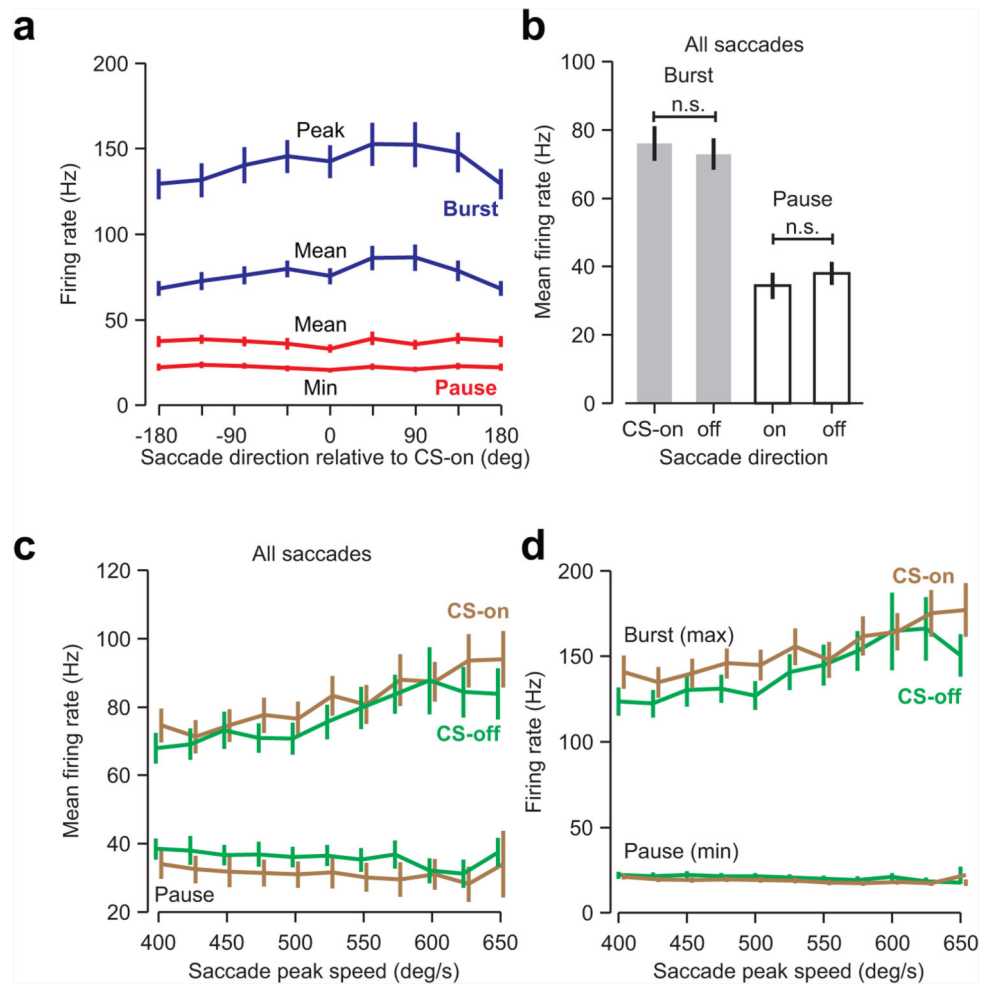 a
200
150
100
50
0
Firing rate (Hz)
Peak
Burst
Mean
Mean
Min
Pause
-180
-90
0
90
180
Saccade direction relative to CS-on (deg)
b
All saccades
100
80
60
40
20
0
Mean firing rate (Hz)
Burst
n.s.
Pause
n.s.
CS-on
off
on
off
Saccade direction
c
All saccades
120
100
80
60
40
20
Mean firing rate (Hz)
CS-on
CS-off
Pause
400
450
500
550
600
650
Saccade peak speed (deg/s)
d
200
150
100
50
0
Firing rate (Hz)
CS-on
Burst (max)
CS-off
Pause (min)
400
450
500
550
600
650
Saccade peak speed (deg/s)